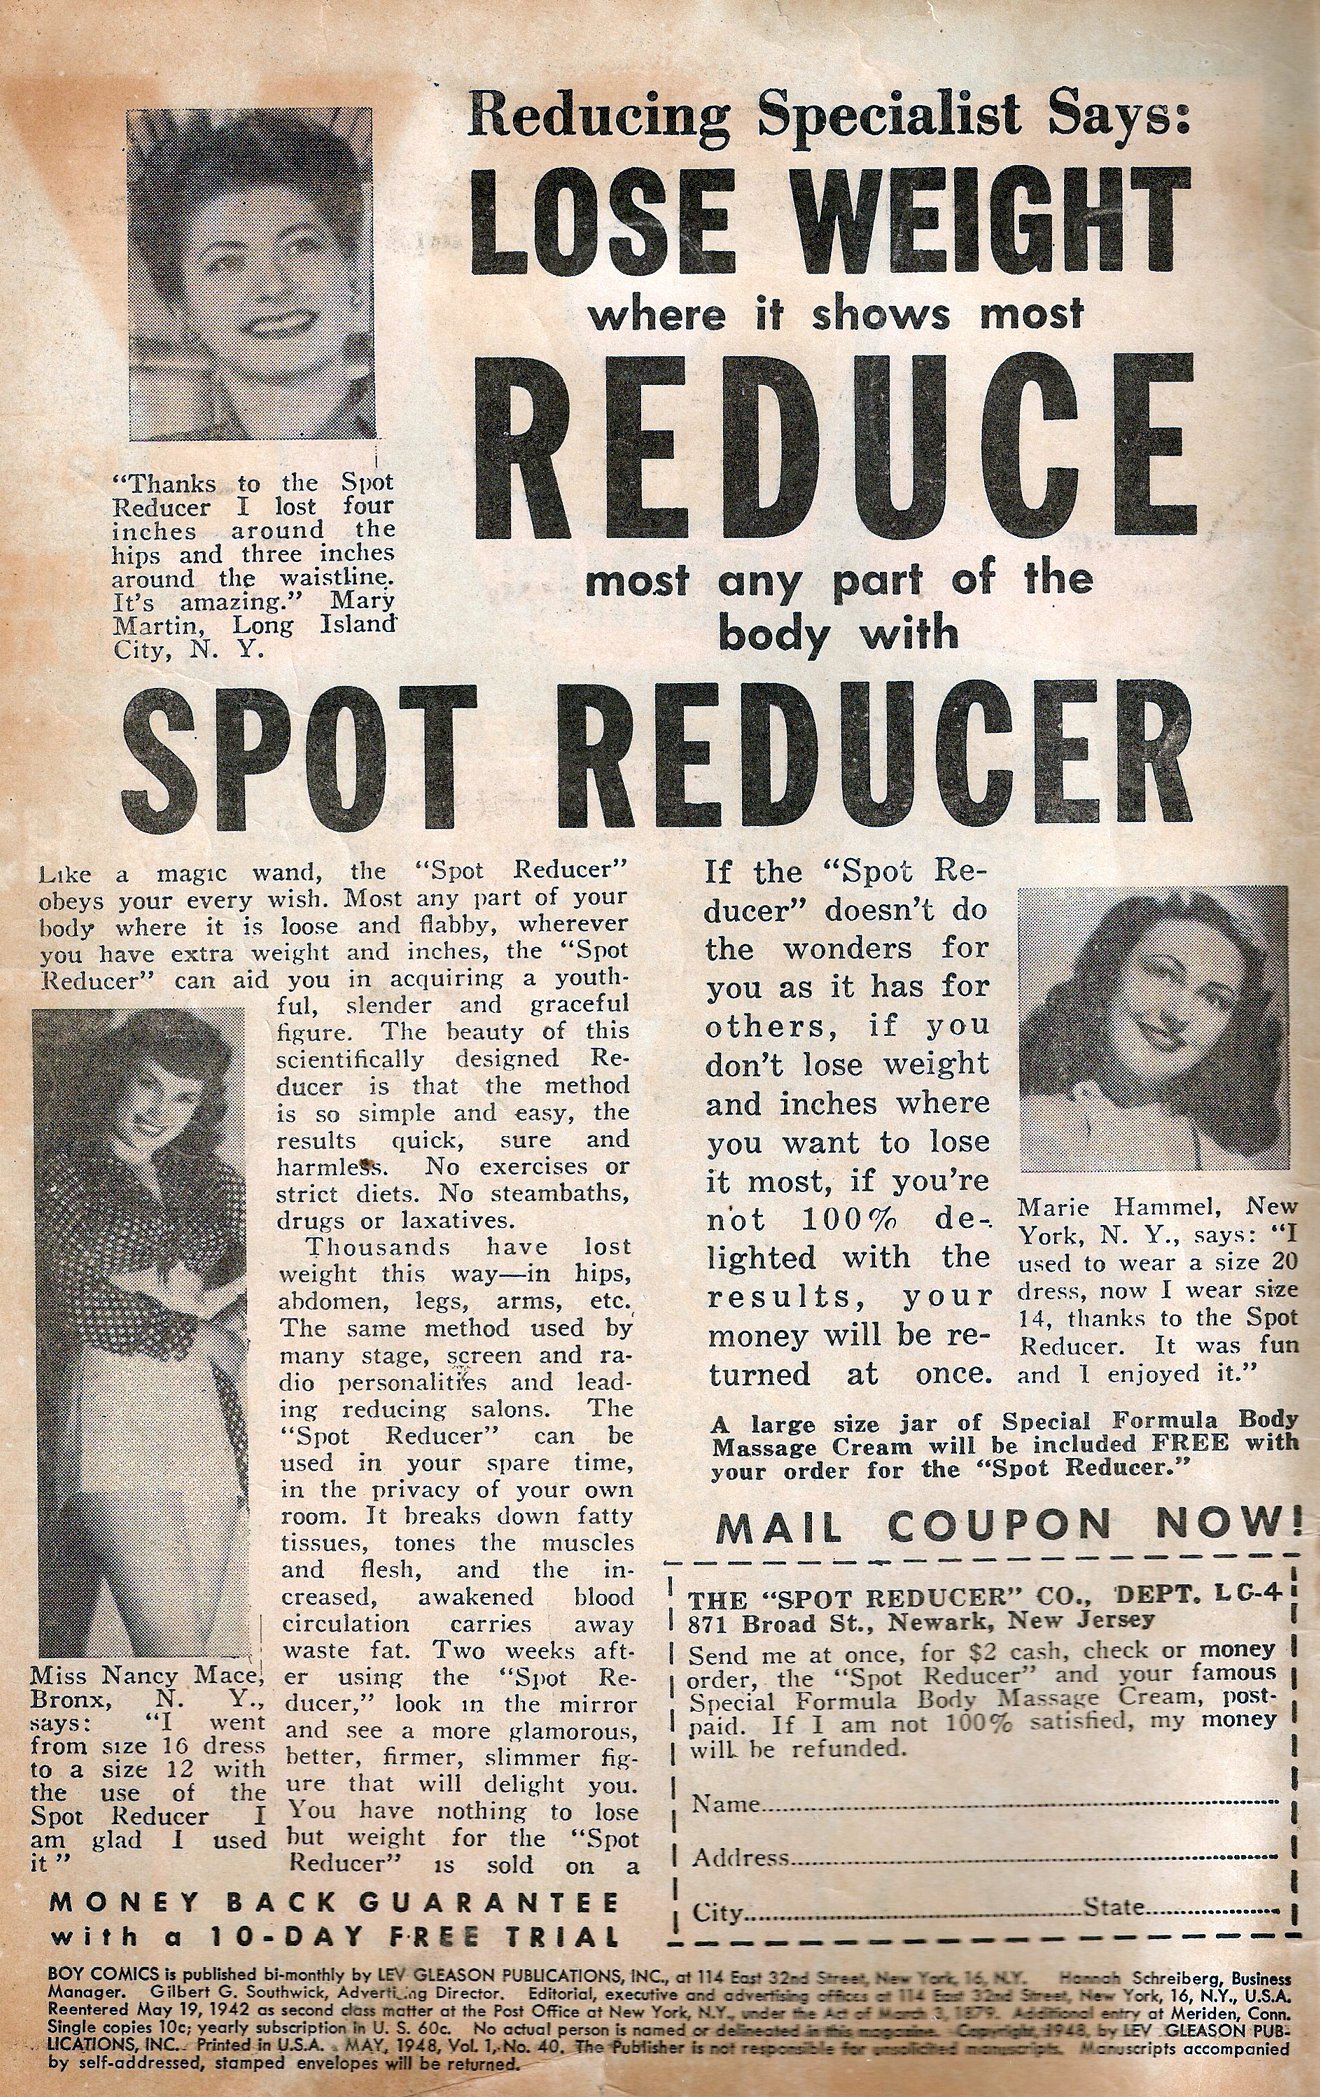 Reducing Specialist Says:
LOSE WEIGHT
where it shows most
REDUCE
most any part of the
body with
SPOT REDUCER
"Thanks to the Spot
Reducer I lost four
inches around the
hips and three inches
around the waistline.
It's amazing." Mary
Martin, Long Island
City, N. Y.
Like a magic wand, the "Spot Reducer"
obeys your every wish. Most any part of your
body where it is loose and flabby, wherever
you have extra weight and inches, the "Spot
Reducer" can aid you in acquiring a youth-
ful, slender and graceful
figure. The beauty of this
scientifically designed Re-
ducer is that the method
is so simple and easy, the
results quick, sure and
harmless. No exercises or
strict diets. No steambaths,
drugs or laxatives.
Thousands have lost
weight this way—in hips,
abdomen, legs, arms, etc.
The same method used by
many stage, screen and ra-
dio personalities and lead-
ing reducing salons. The
"Spot Reducer" can be
used in your spare time,
in the privacy of your own
room. It breaks down fatty
tissues, tones the muscles
and flesh, and the in-
creased, awakened blood
circulation carries away
waste fat. Two weeks aft-
er using the "Spot Re-
ducer," look in the mirror
and see a more glamorous,
better, firmer, slimmer fig-
ure that will delight you.
You have nothing to lose
but weight for the "Spot
Reducer" is sold on a
Miss Nancy Mace,
Bronx, N. Y.,
says: "I went
from size 16 dress
to a size 12 with
the use of the
Spot Reducer I
am glad I used
it"
MONEY BACK GUARANTEE
with a 10-DAY FREE TRIAL
If the "Spot Re-
ducer" doesn't do
the wonders for
you as it has for
others, if you
don't lose weight
and inches where
you want to lose
it most, if you're
not 100% de-
lighted with the
results, your
money will be re-
turned at once.
Marie Hammel, New
York, N. Y., says: "I
used to wear a size 20
dress, now I wear size
14, thanks to the Spot
Reducer. It was fun
and I enjoyed it."
A large size jar of Special Formula Body
Massage Cream will be included FREE with
your order for the "Spot Reducer."
MAIL COUPON NOW!
THE "SPOT REDUCER" CO., DEPT. LG-4
871 Broad St., Newark, New Jersey
Send me at once, for $2 cash, check or money
order, the "Spot Reducer" and your famous
Special Formula Body Massage Cream, post-
paid. If I am not 100% satisfied, my money
will be refunded.
Name
Address
City State
BOY COMICS is published bi-monthly by LEV GLEASON PUBLICATIONS, INC., at 114 East 32nd Street, New York, 16, N.Y. Hannah Schreiberg, Business
Manager. Gilbert G. Southwick, Advertising Director. Editorial, executive and advertising offices at 114 East 32nd Street, New York, 16, N.Y., U.S.A.
Reentered May 19, 1942 as second class matter at the Post Office at New York, N.Y., under the Act of March 3, 1879. Additional entry at Meriden, Conn.
Single copies 10c; yearly subscription in U. S. 60c. No actual person is named or delineated in this magazine. Copyright, 1948, by LEV GLEASON PUB-
LICATIONS, INC. Printed in U.S.A. MAY, 1948, Vol. 1, No. 40. The Publisher is not responsible for unsolicited manuscripts. Manuscripts accompanied
by self-addressed, stamped envelopes will be returned.